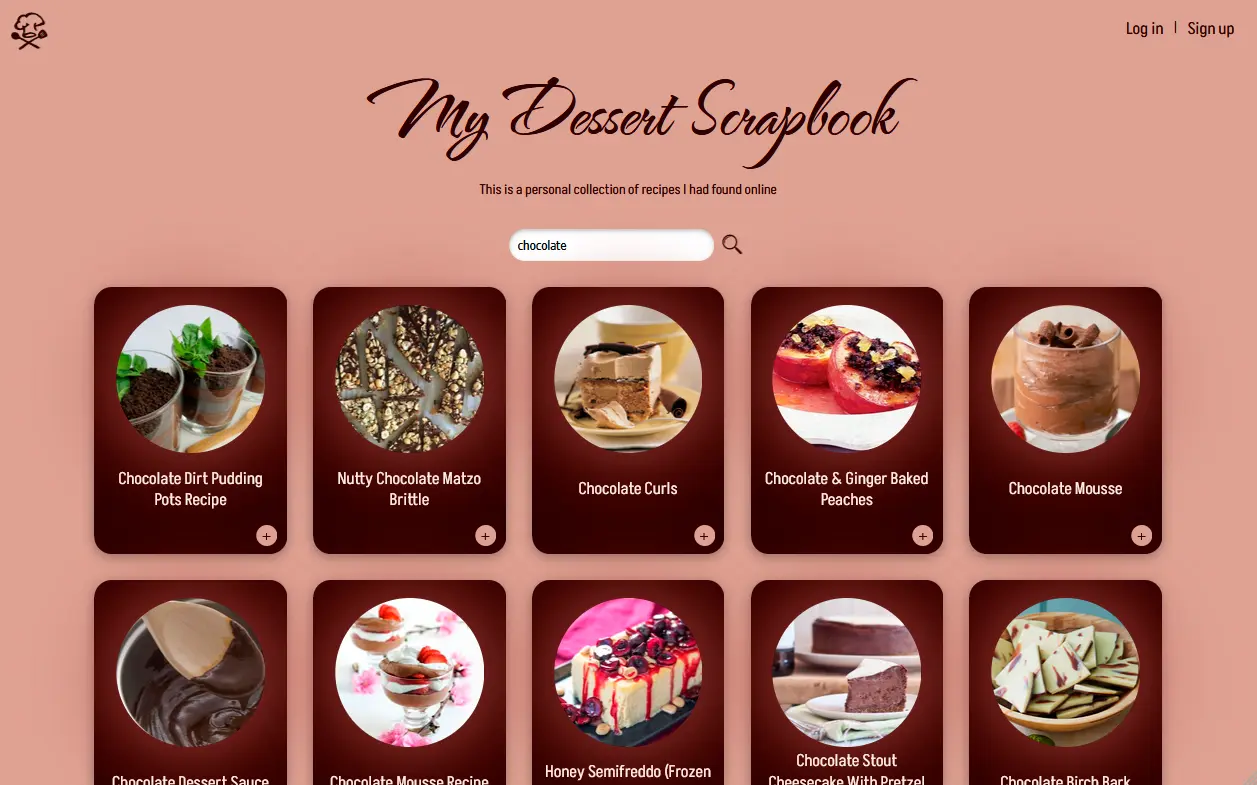 Log in | Sign up
My Dessert Scrapbook
This is a personal collection of recipes I had found online
chocolate
Chocolate Dirt Pudding
Pots Recipe
+
Nutty Chocolate Matzo
Brittle
+
Chocolate Curls
+
Chocolate & Ginger Baked
Peaches
+
Chocolate Mousse
+
Chocolate Dessert Sauce
Chocolate Mousse Recipe
Honey Semifreddo (Frozen
Chocolate Stout
Cheesecake With Pretzel
Chocolate Birch Bark